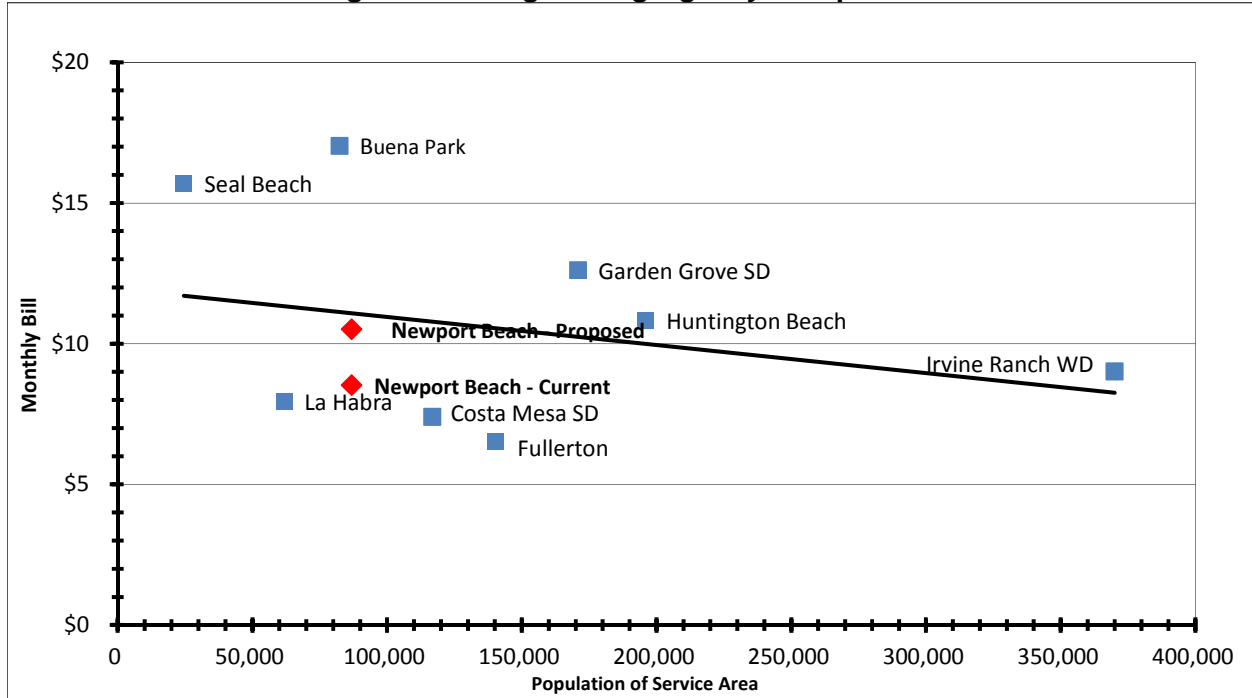 $20
$15
$10
$5
$0
Monthly Bill
Buena Park
Seal Beach
Garden Grove SD
Newport Beach - Proposed
Huntington Beach
Irvine Ranch WD
Newport Beach - Current
La Habra
Costa Mesa SD
Fullerton
0 50,000 100,000 150,000 200,000 250,000 300,000 350,000 400,000
Population of Service Area